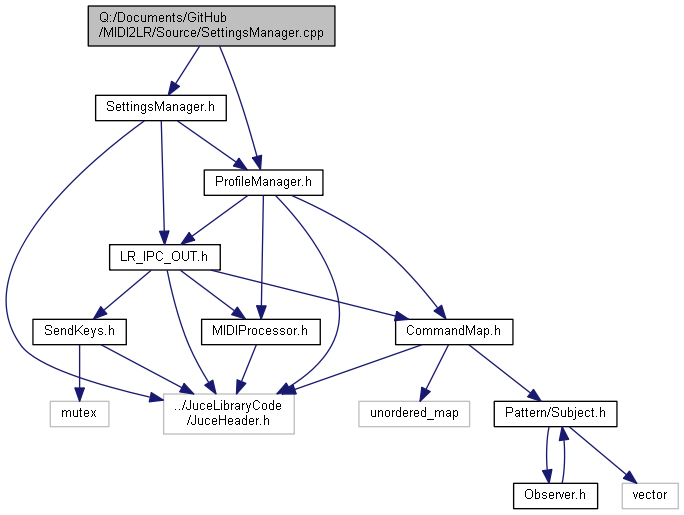 Q:/Documents/GitHub
/MIDI2LR/Source/SettingsManager.cpp
SettingsManager.h
ProfileManager.h
LR_IPC_OUT.h
SendKeys.h
MIDIProcessor.h
CommandMap.h
mutex
../JuceLibraryCode
/JuceHeader.h
unordered_map
Pattern/Subject.h
Observer.h
vector